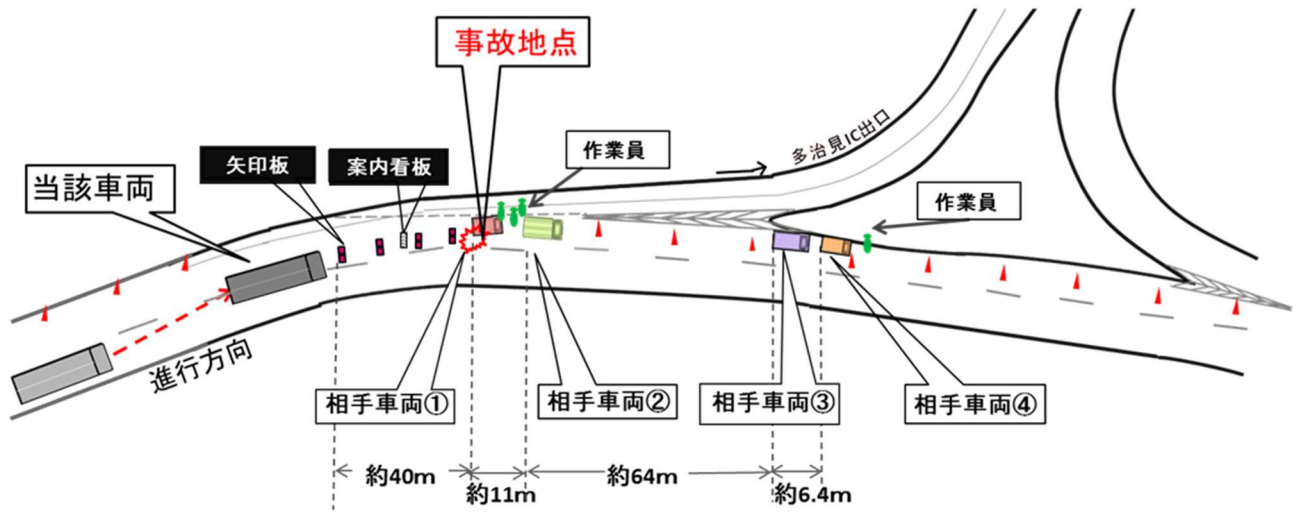 事故地点
多治見IC出口
作業員
矢印板
案内看板
当該車両
作業員
進行方向
相手車両①
相手車両②
相手車両③
相手車両④
約40m
約11m
約64m
約6.4m